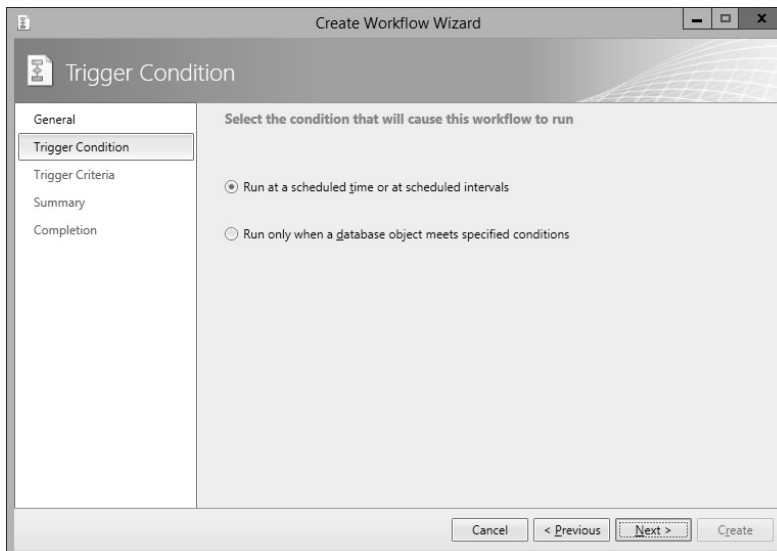 Create Workflow Wizard
x
Trigger Condition
General
Trigger Condition
Trigger Criteria
Summary
Completion
Select the condition that will cause this workflow to run
Run at a scheduled time or at scheduled intervals
Run only when a database object meets specified conditions
Cancel
< Previous
Next >
Create